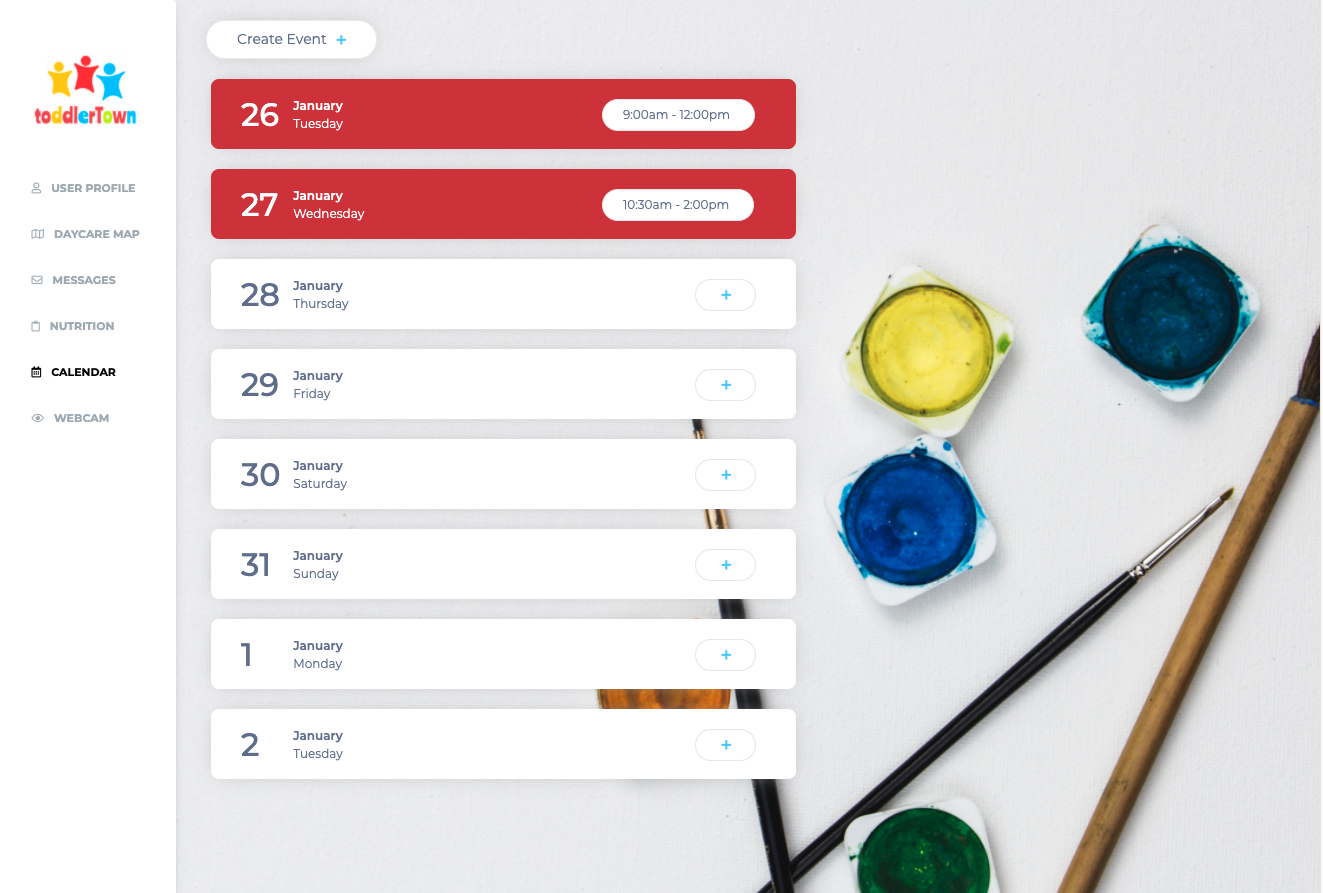 Create Event +
toddlerTown
USER PROFILE
DAYCARE MAP
MESSAGES
NUTRITION
CALENDAR
WEBCAM
26
January
Tuesday
9:00am - 12:00pm
27
January
Wednesday
10:30am - 2:00pm
28
January
Thursday
+
29
January
Friday
+
30
January
Saturday
+
31
January
Sunday
+
1
January
Monday
+
2
January
Tuesday
+